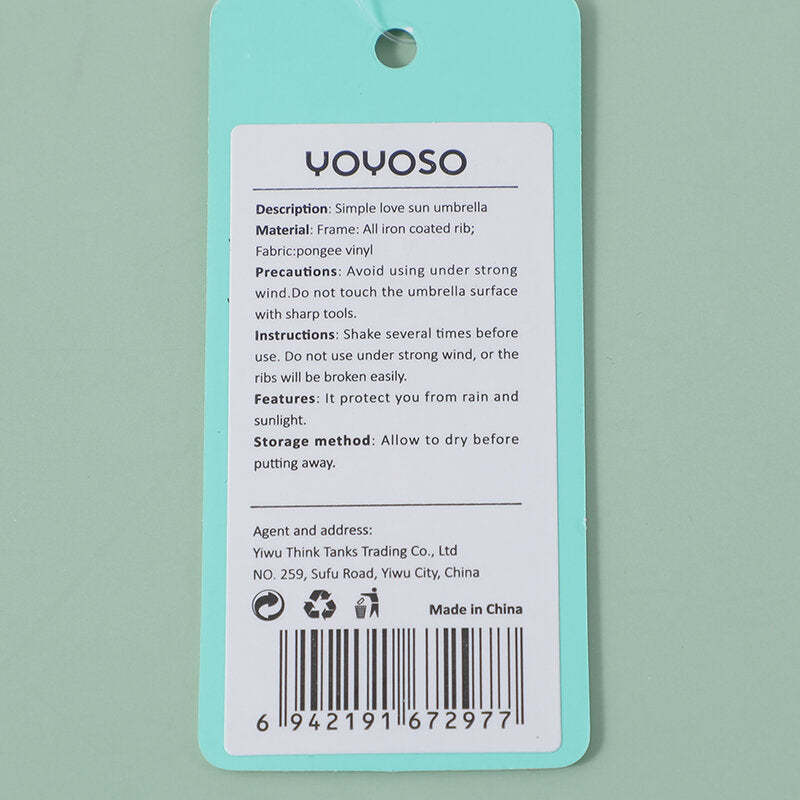 YOYOSO
Description: Simple love sun umbrella
Material: Frame: All iron coated rib;
Fabric:pongee vinyl
Precautions: Avoid using under strong
wind.Do not touch the umbrella surface
with sharp tools.
Instructions: Shake several times before
use. Do not use under strong wind, or the
ribs will be broken easily.
Features: It protect you from rain and
sunlight.
Storage method: Allow to dry before
putting away.
Agent and address:
Yiwu Think Tanks Trading Co., Ltd
NO. 259, Sufu Road, Yiwu City, China
Made in China
6 942191 672977